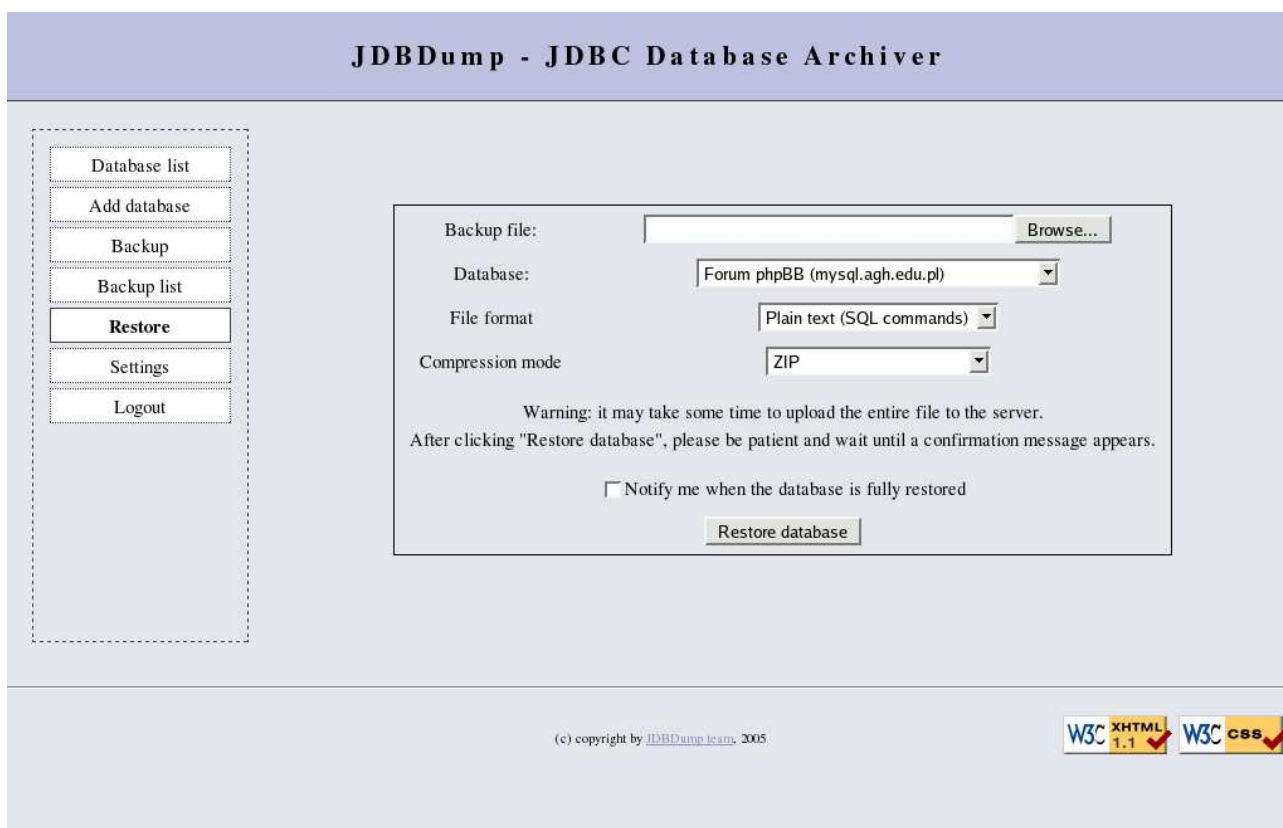 JDBDump - JDBC Database Archiver
Database list
Add database
Backup
Backup list
Restore
Settings
Logout
Backup file:
Browse...
Database:
Forum phpBB (mysql.agh.edu.pl)
File format
Plain text (SQL commands)
Compression mode
ZIP
Warning: it may take some time to upload the entire file to the server.
After clicking "Restore database", please be patient and wait until a confirmation message appears.
Notify me when the database is fully restored
Restore database
(c) copyright by JDBDump team, 2005
W3C XHTML 1.1
W3C css